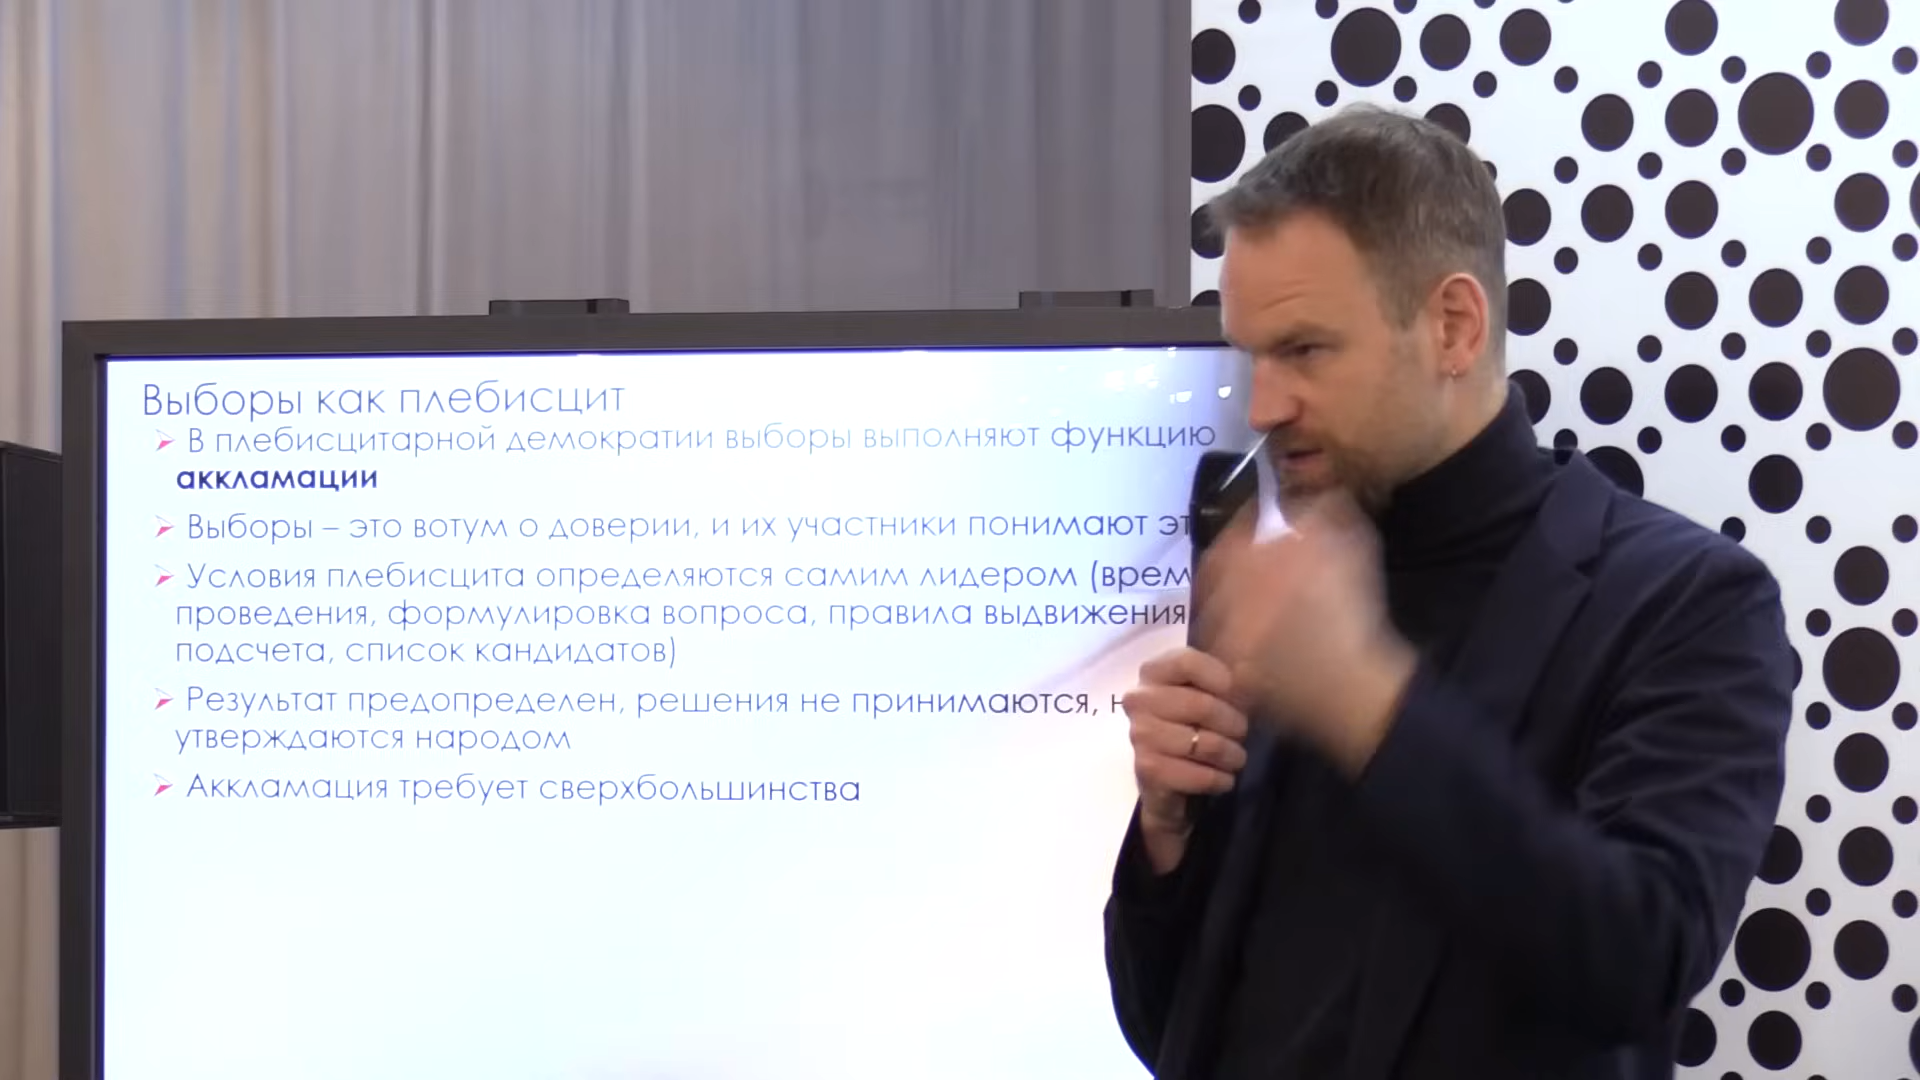 Выборы как плебисцит
В плебисцитарной демократии выборы выполняют функцию
аккламации
Выборы – это вотум о доверии, и их участники понимают
Условия плебисцита определяются самим лидером
проведения, формулировка вопроса, правила выдвижения
подсчета, список кандидатов)
Результат предопределен, решения не принимаются,
утверждаются народом
Аккламация требует сверхбольшинства